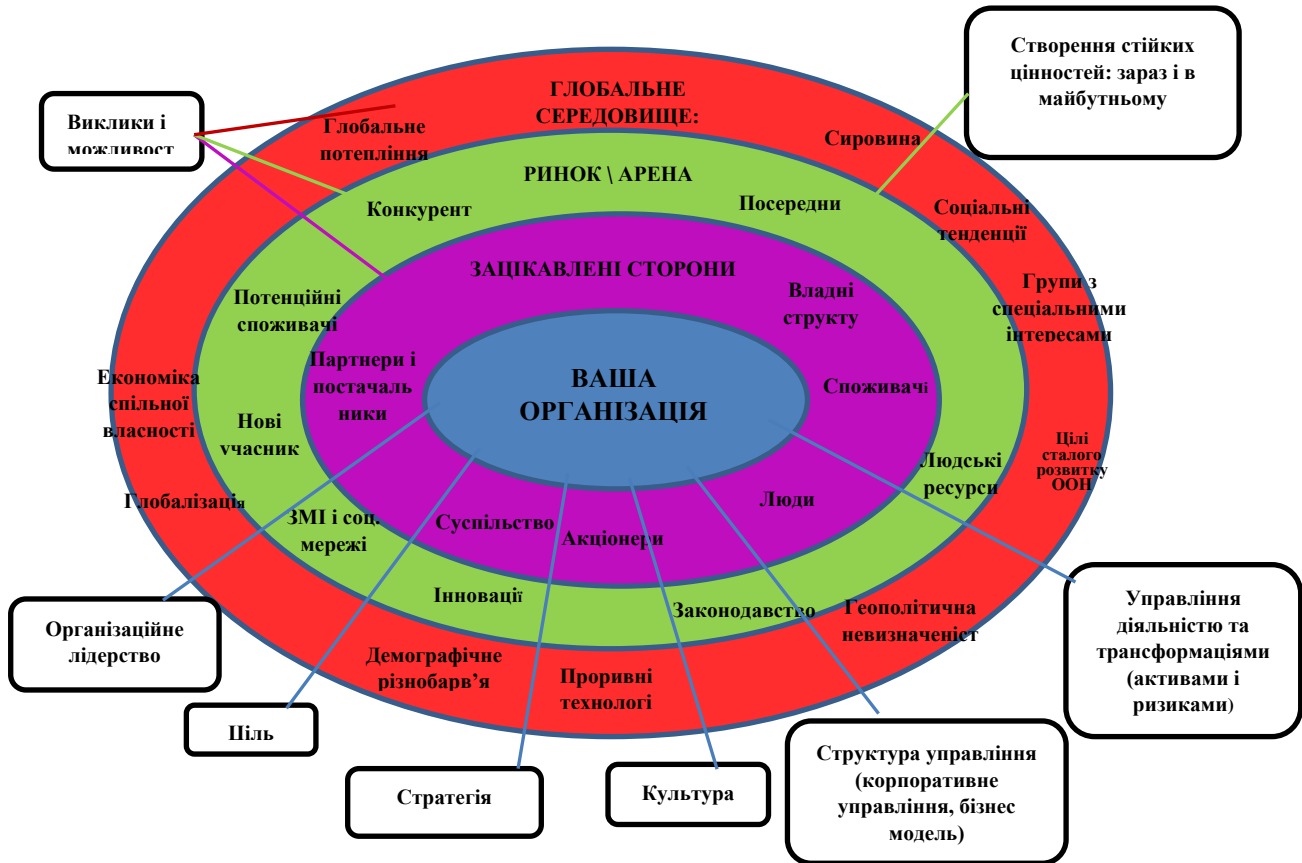 Створення стійких
цінностей: зараз і в
майбутньому
Виклики і
можливост
ГЛОБАЛЬНЕ
СЕРЕДОВИЩЕ:
Глобальне
потепління
Сировина
Соціальні
тенденції
Групи з
спеціальними
інтересами
Цілі
сталого
розвитку
ООН
Геополітична
невизначеніст
Проривні
технологі
Демографічне
різнобарв’я
Глобалізація
Економіка
спільної
власності
РИНОК \ АРЕНА
Конкурент
Посередни
Потенційні
споживачі
Нові
учасник
ЗМІ і соц.
мережі
Інновації
Законодавство
Людські
ресурси
ЗАЦІКАВЛЕНІ СТОРОНИ
Владні
структу
Споживачі
Люди
Акціонери
Суспільство
Партнери і
постачаль
ники
ВАША
ОРГАНІЗАЦІЯ
Організаційне
лідерство
Ціль
Стратегія
Культура
Структура управління
(корпоративне
управління, бізнес
модель)
Управління
діяльністю та
трансформаціями
(активами і
ризиками)